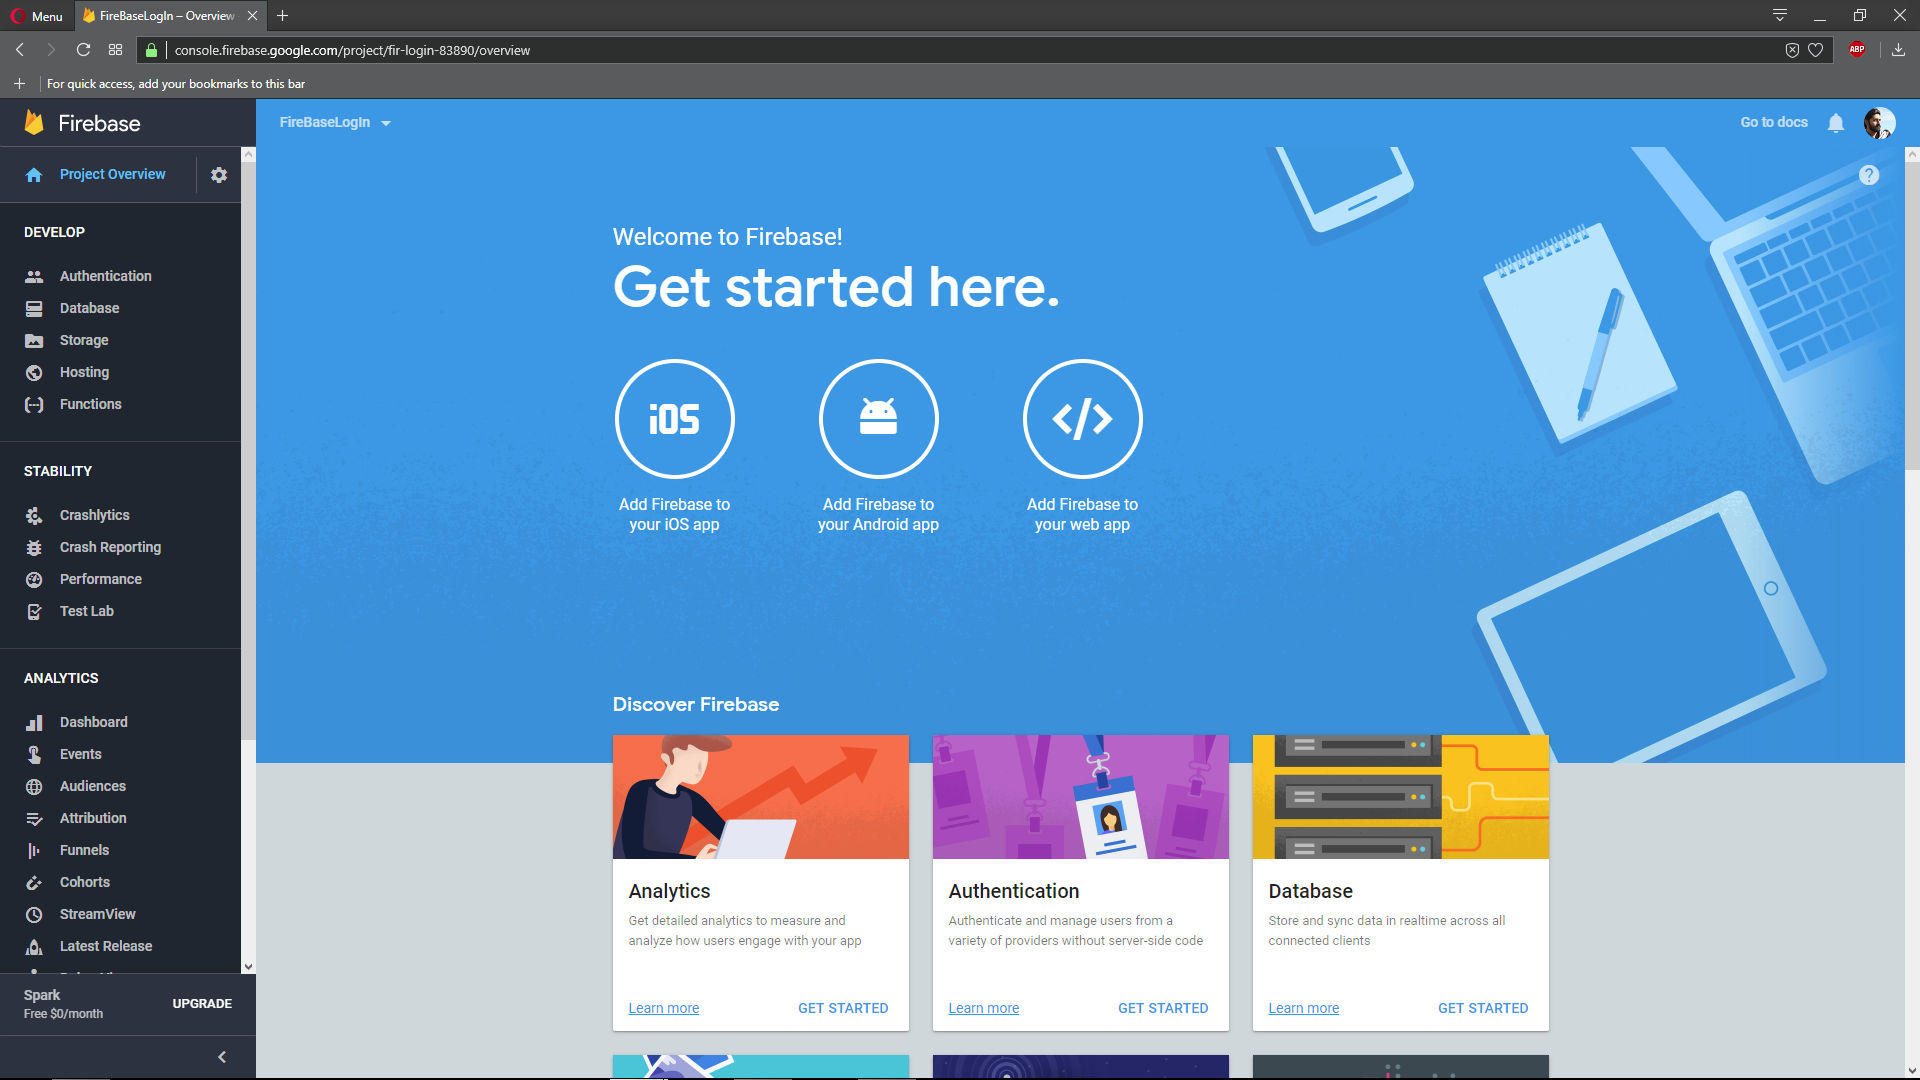 Menu
FireBaseLogIn – Overview
console.firebase.google.com/project/fir-login-83890/overview
ABP
For quick access, add your bookmarks to this bar
Firebase
FireBaseLogIn
Go to docs
Project Overview
?
DEVELOP
Authentication
Database
Storage
Hosting
Functions
STABILITY
Crashlytics
Crash Reporting
Performance
Test Lab
ANALYTICS
Dashboard
Events
Audiences
Attribution
Funnels
Cohorts
StreamView
Latest Release
Spark
Free $0/month
UPGRADE
Welcome to Firebase!
Get started here.
iOS
</>
Add Firebase to
your iOS app
Add Firebase to
your Android app
Add Firebase to
your web app
Discover Firebase
Analytics
Get detailed analytics to measure and
analyze how users engage with your app
Learn more
GET STARTED
Authentication
Authenticate and manage users from a
variety of providers without server-side code
Learn more
GET STARTED
Database
Store and sync data in realtime across all
connected clients
Learn more
GET STARTED